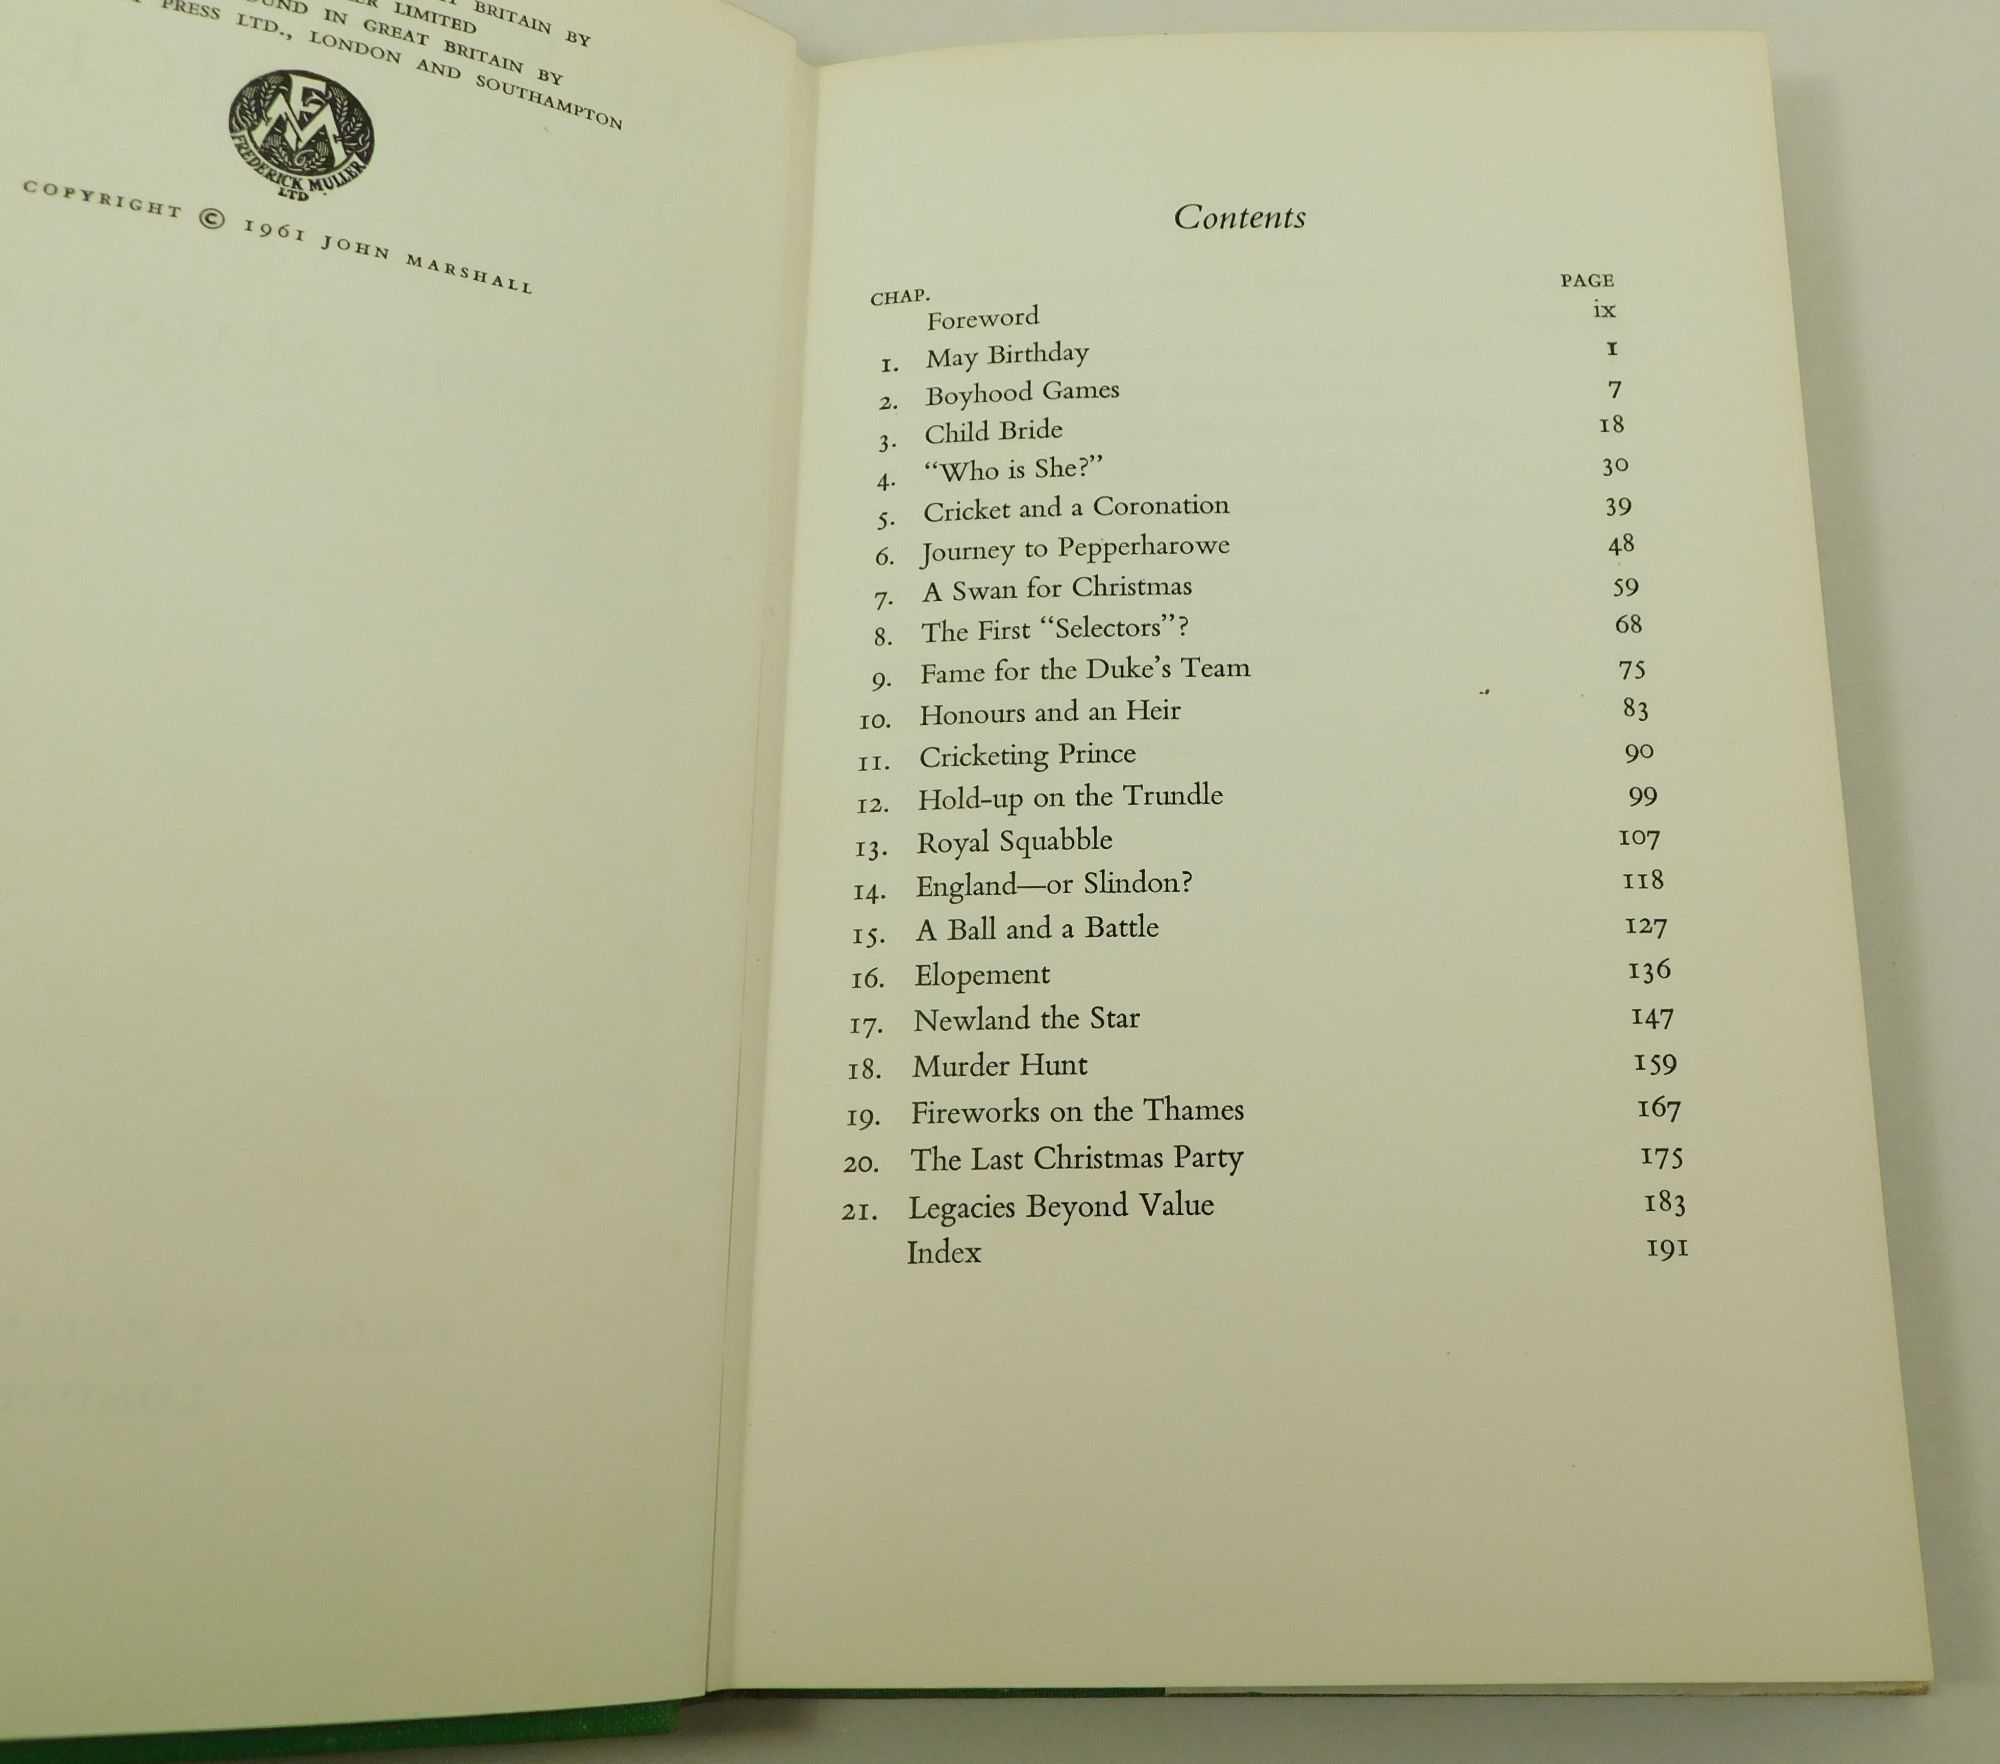 BRITAIN BY
LIMITED
IN GREAT BRITAIN BY
PRESS LTD., LONDON AND SOUTHAMPTON
FM
FREDERICK MULLER
LTD
COPYRIGHT © 1961 JOHN MARSHALL
Contents
CHAP. PAGE
Foreword ix
1. May Birthday 1
2. Boyhood Games 7
3. Child Bride 18
4. “Who is She?” 30
5. Cricket and a Coronation 39
6. Journey to Pepperharowe 48
7. A Swan for Christmas 59
8. The First “Selectors”? 68
9. Fame for the Duke’s Team 75
10. Honours and an Heir 83
11. Cricketing Prince 90
12. Hold-up on the Trundle 99
13. Royal Squabble 107
14. England—or Slindon? 118
15. A Ball and a Battle 127
16. Elopement 136
17. Newland the Star 147
18. Murder Hunt 159
19. Fireworks on the Thames 167
20. The Last Christmas Party 175
21. Legacies Beyond Value 183
Index 191